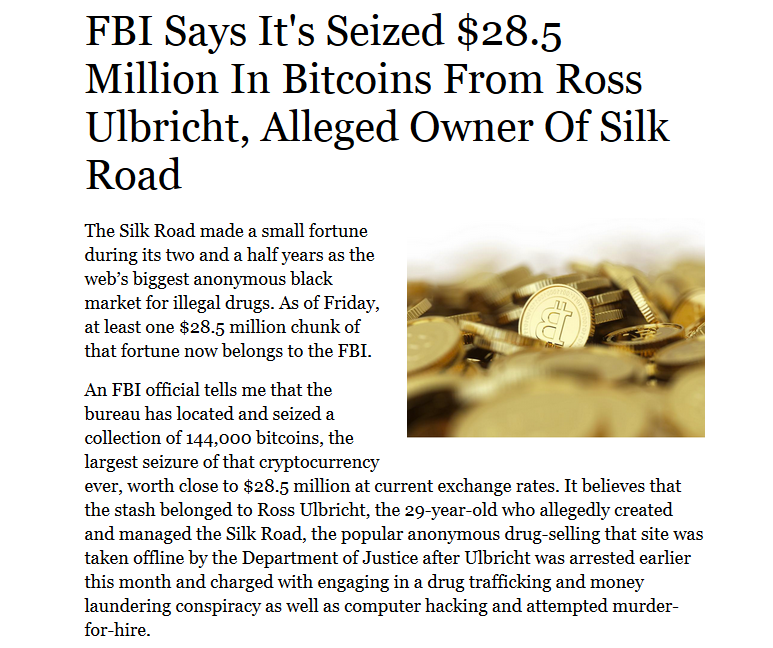 FBI Says It's Seized $28.5
Million In Bitcoins From Ross
Ulbricht, Alleged Owner Of Silk
Road
The Silk Road made a small fortune
during its two and a half years as the
web’s biggest anonymous black
market for illegal drugs. As of Friday,
at least one $28.5 million chunk of
that fortune now belongs to the FBI.
An FBI official tells me that the
bureau has located and seized a
collection of 144,000 bitcoins, the
largest seizure of that cryptocurrency
ever, worth close to $28.5 million at current exchange rates. It believes that
the stash belonged to Ross Ulbricht, the 29-year-old who allegedly created
and managed the Silk Road, the popular anonymous drug-selling that site was
taken offline by the Department of Justice after Ulbricht was arrested earlier
this month and charged with engaging in a drug trafficking and money
laundering conspiracy as well as computer hacking and attempted murder-
for-hire.